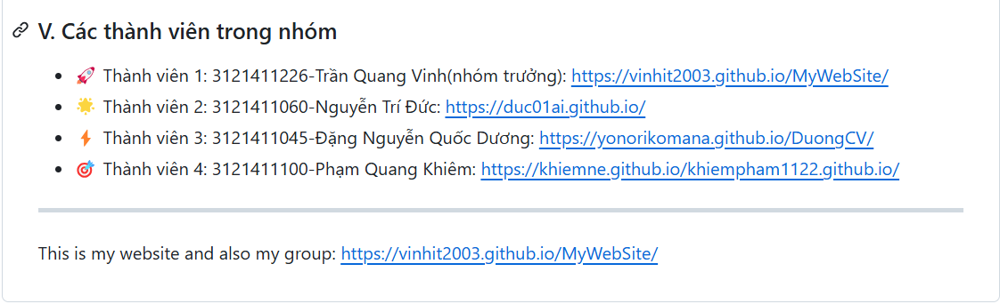 V. Các thành viên trong nhóm
🚀 Thành viên 1: 3121411226-Trần Quang Vinh(nhóm trưởng): https://vinhit2003.github.io/MyWebSite/
🌟 Thành viên 2: 3121411060-Nguyễn Trí Đức: https://duc01ai.github.io/
⚡ Thành viên 3: 3121411045-Đặng Nguyễn Quốc Dương: https://yonorikomana.github.io/DuongCV/
🎯 Thành viên 4: 3121411100-Phạm Quang Khiêm: https://khiemne.github.io/khiempham1122.github.io/
This is my website and also my group: https://vinhit2003.github.io/MyWebSite/